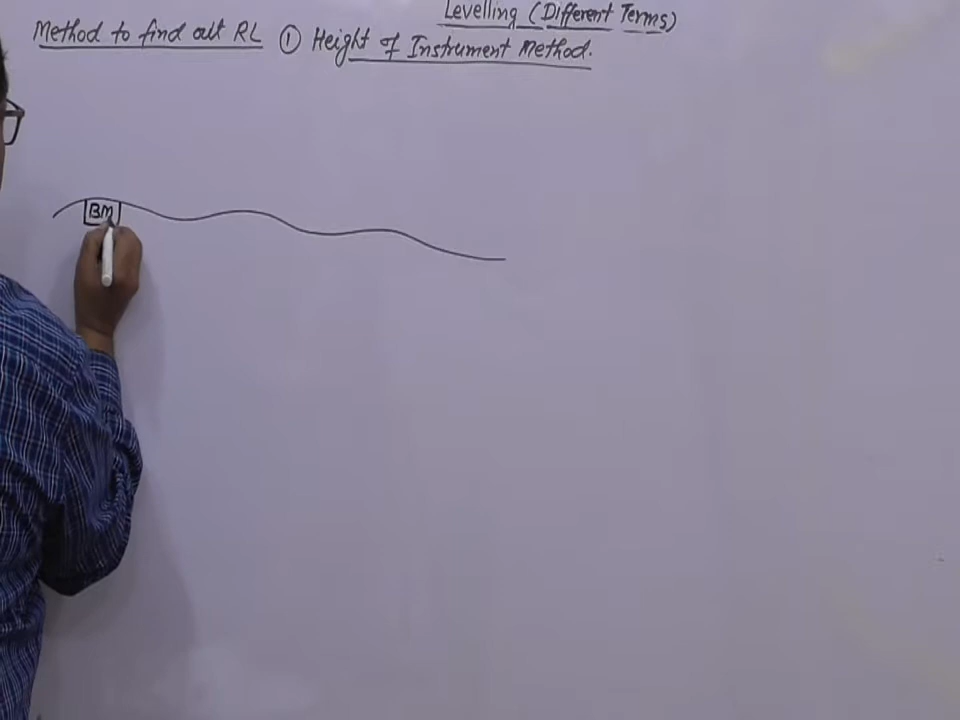 Levelling (Different Terms)
Method to find out RL ① Height of Instrument Method.
BM